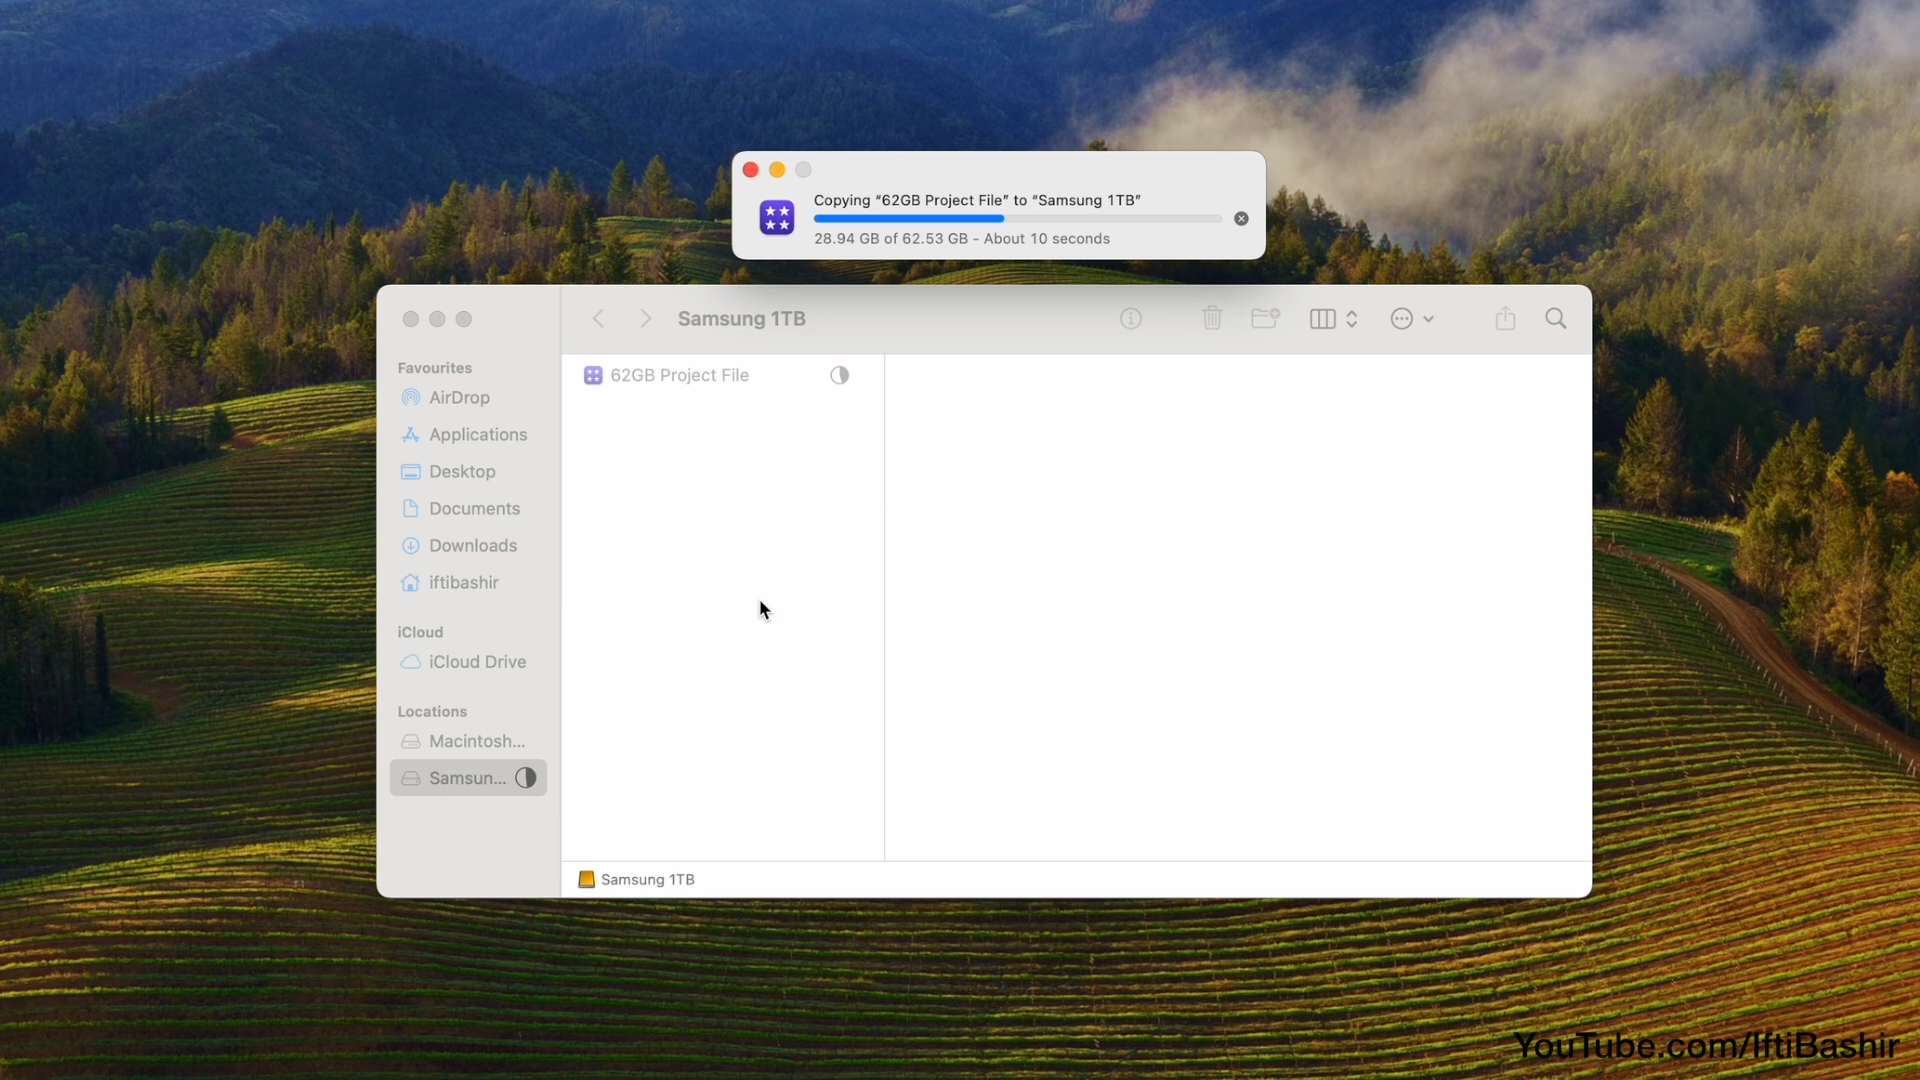 Copying “62GB Project File” to “Samsung 1TB”
28.94 GB of 62.53 GB - About 10 seconds
Samsung 1TB
Favourites
AirDrop
Applications
Desktop
Documents
Downloads
iftibashir
iCloud
iCloud Drive
Locations
Macintosh...
Samsun...
62GB Project File
Samsung 1TB
YouTube.com/IftiBashir